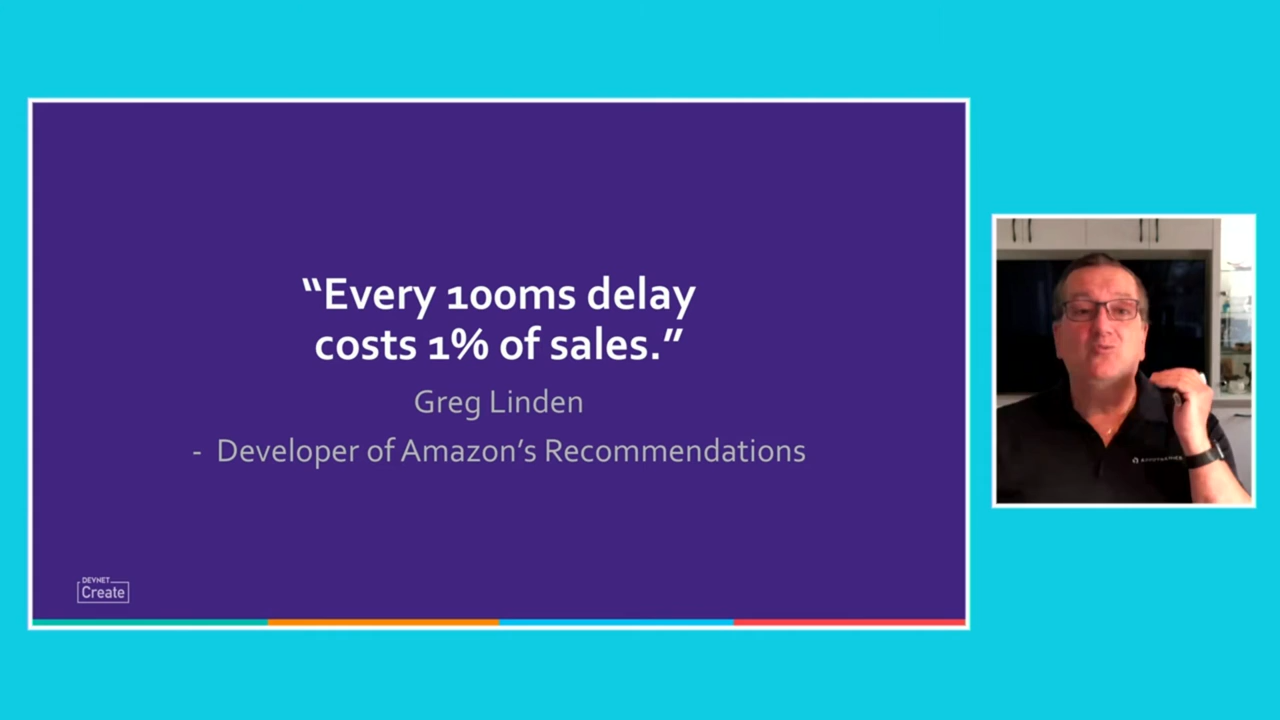 “Every 100ms delay
costs 1% of sales.”
Greg Linden
- Developer of Amazon’s Recommendations
DEVNET
Create